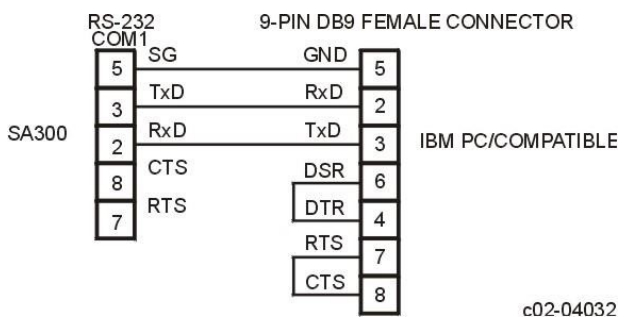 RS-232
COM1
9-PIN DB9 FEMALE CONNECTOR
5 SG GND 5
3 TxD RxD 2
SA300
2 RxD TxD 3
IBM PC/COMPATIBLE
8 CTS DSR 6
7 RTS DTR 4
RTS 7
CTS 8
c02-04032